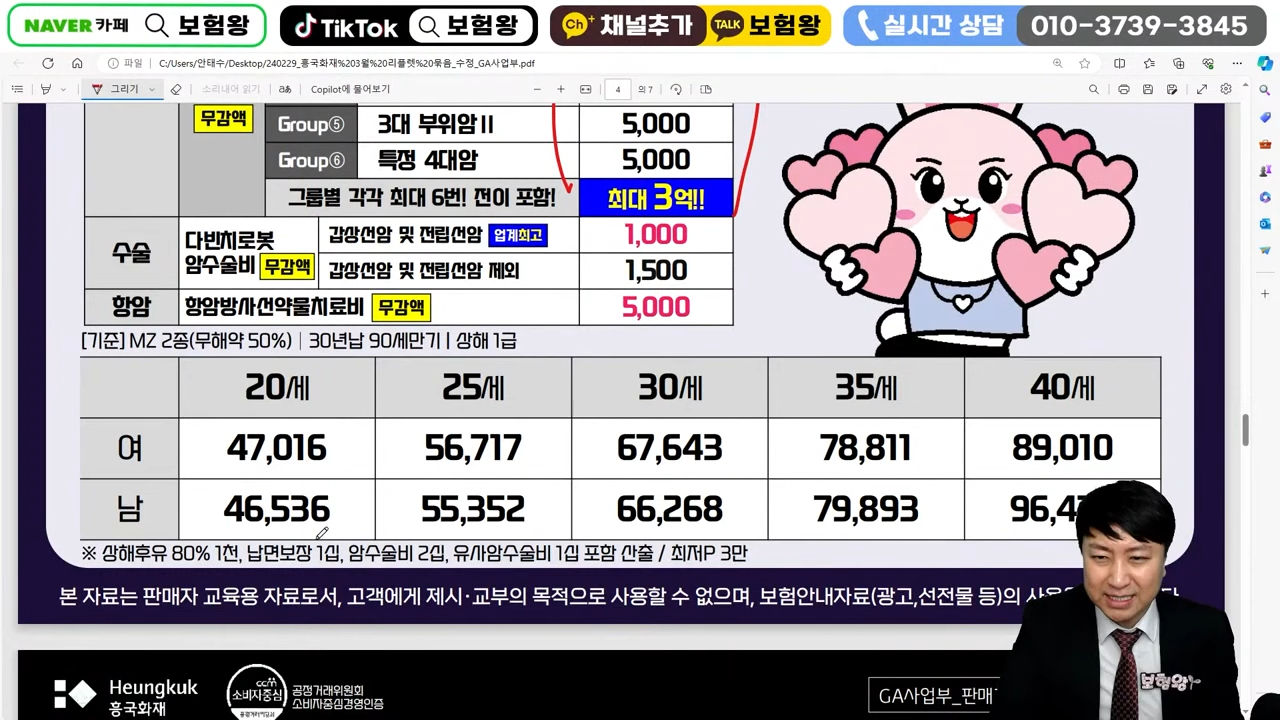 NAVER 카페 보험왕 TikTok 보험왕 Ch+ 채널추가 TALK 보험왕 실시간 상담 010-3739-3845
파일 C:/Users/안태수/Desktop/240229_흥국화재%203월%20리플렛%20묶음_수정_GA사업부.pdf
그리기 소리내어 읽기 aあ Copilot에 물어보기 4 의 7
무감액 Group⑤ 3대 부위암Ⅱ 5,000
Group⑥ 특정 4대암 5,000
그룹별 각각 최대 6번! 전이 포함! 최대 3억!!
수술 다빈치로봇 암수술비 무감액 갑상선암 및 전립선암 업계최고 1,000
갑상선암 및 전립선암 제외 1,500
항암 항암방사선약물치료비 무감액 5,000
[기준] MZ 2종(무해약 50%) | 30년납 90세만기 | 상해 1급
20세 25세 30세 35세 40세
여 47,016 56,717 67,643 78,811 89,010
남 46,536 55,352 66,268 79,893 96,4
※ 상해후유 80% 1천, 납면보장 1십, 암수술비 2십, 유사암수술비 1십 포함 산출 / 최저P 3만
본 자료는 판매자 교육용 자료로서, 고객에게 제시·교부의 목적으로 사용할 수 없으며, 보험안내자료(광고,선전물 등)의
Heungkuk 흥국화재 ccm 소비자중심 공정거래위원회 소비자중심경영인증 GA사업부_판매
보험왕